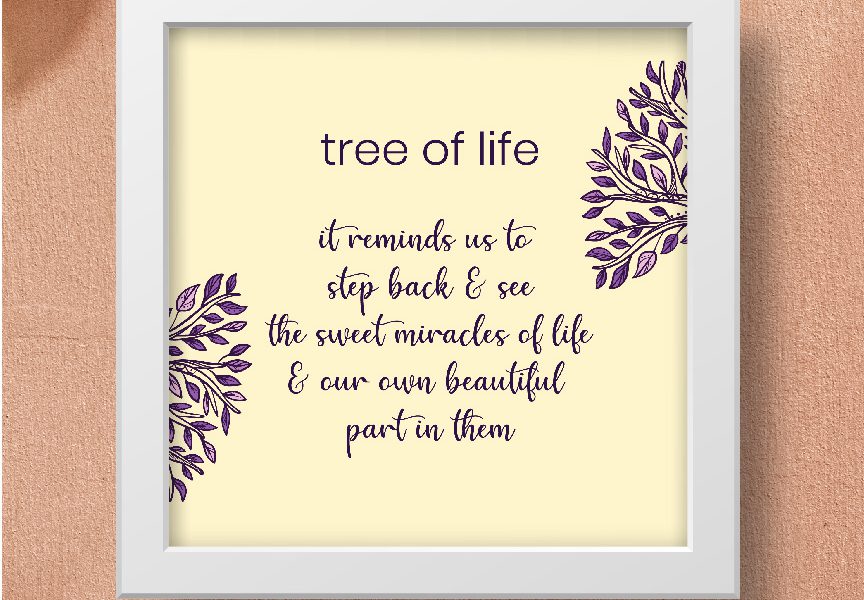 tree of life
it reminds us to
step back & see
the sweet miracles of life
& our own beautiful
part in them